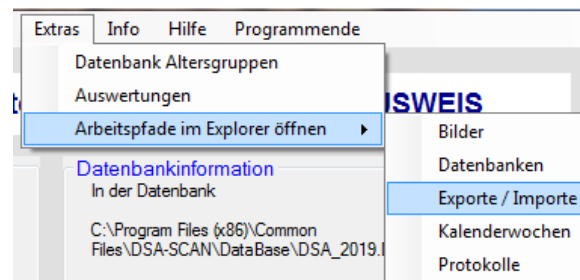 Extras Info Hilfe Programmende
Datenbank Altersgruppen
Auswertungen
Arbeitspfade im Explorer öffnen
SWEIS
Bilder
Datenbanken
Exporte / Importe
Kalenderwochen
Protokolle
Datenbankinformation
In der Datenbank
C:\Program Files (x86)\Common
Files\DSA-SCAN\DataBase\DSA_2019.